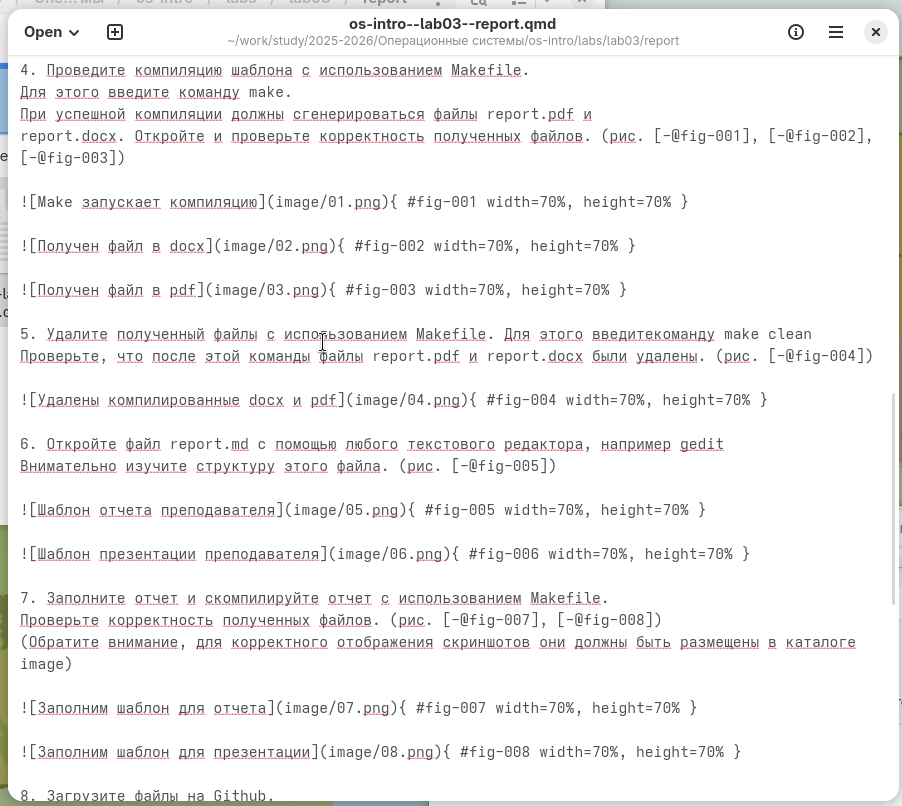 Open
os-intro--lab03--report.qmd
~/work/study/2025-2026/Операционные системы/os-intro/labs/lab03/report
4. Проведите компиляцию шаблона с использованием Makefile.
Для этого введите команду make.
При успешной компиляции должны сгенерироваться файлы report.pdf и
report.docx. Откройте и проверьте корректность полученных файлов. (рис. [-@fig-001], [-@fig-002],
[-@fig-003])
![Make запускает компиляцию](image/01.png){ #fig-001 width=70%, height=70% }
![Получен файл в docx](image/02.png){ #fig-002 width=70%, height=70% }
![Получен файл в pdf](image/03.png){ #fig-003 width=70%, height=70% }
5. Удалите полученный файлы с использованием Makefile. Для этого введитекоманду make clean
Проверьте, что после этой команды файлы report.pdf и report.docx были удалены. (рис. [-@fig-004])
![Удалены компилированные docx и pdf](image/04.png){ #fig-004 width=70%, height=70% }
6. Откройте файл report.md с помощью любого текстового редактора, например gedit
Внимательно изучите структуру этого файла. (рис. [-@fig-005])
![Шаблон отчета преподавателя](image/05.png){ #fig-005 width=70%, height=70% }
![Шаблон презентации преподавателя](image/06.png){ #fig-006 width=70%, height=70% }
7. Заполните отчет и скомпилируйте отчет с использованием Makefile.
Проверьте корректность полученных файлов. (рис. [-@fig-007], [-@fig-008])
(Обратите внимание, для корректного отображения скриншотов они должны быть размещены в каталоге
image)
![Заполним шаблон для отчета](image/07.png){ #fig-007 width=70%, height=70% }
![Заполним шаблон для презентации](image/08.png){ #fig-008 width=70%, height=70% }
8. Загрузите файлы на Github.